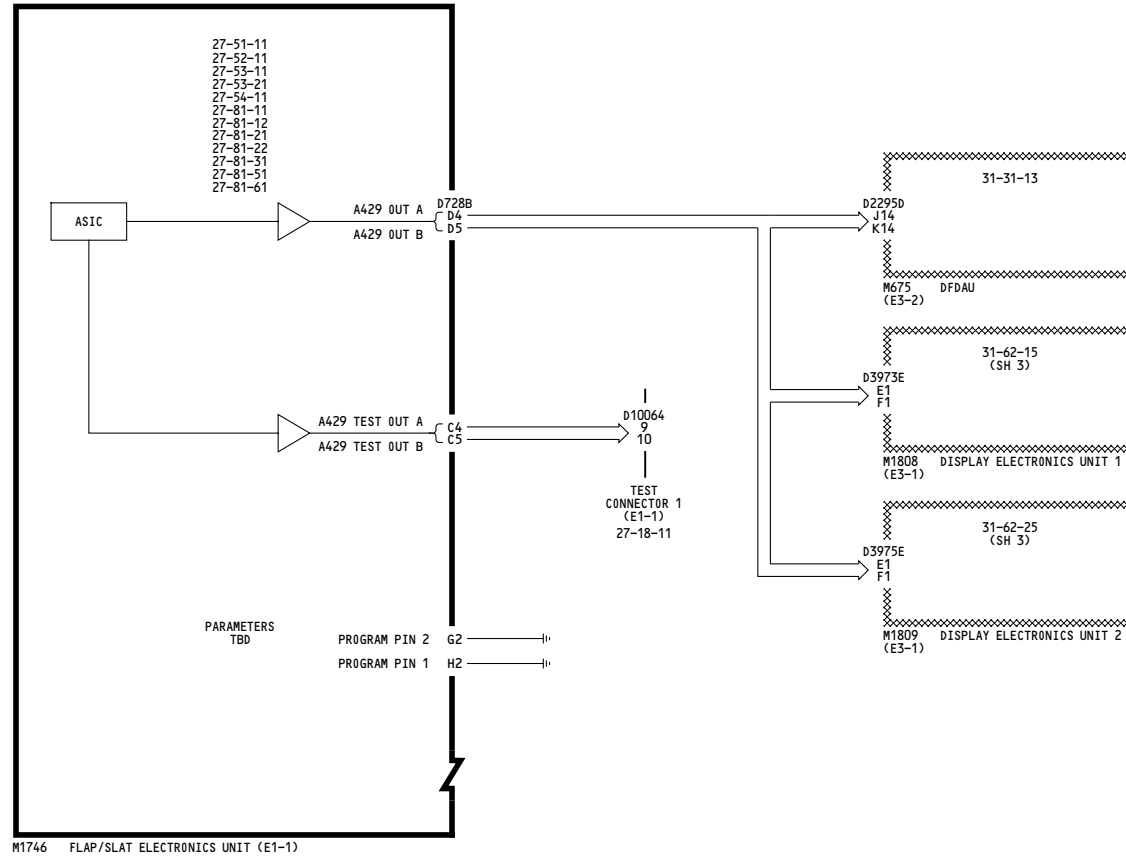 27-51-11
27-52-11
27-53-11
27-53-21
27-54-11
27-81-11
27-81-12
27-81-21
27-81-22
27-81-31
27-81-51
27-81-61
ASIC
A429 OUT A
A429 OUT B
D728B
D4
D5
A429 TEST OUT A
A429 TEST OUT B
C4
C5
D10064
9
10
TEST
CONNECTOR 1
(E1-1)
27-18-11
PARAMETERS
TBD
PROGRAM PIN 2 G2
PROGRAM PIN 1 H2
M1746 FLAP/SLAT ELECTRONICS UNIT (E1-1)
31-31-13
D2295D
J14
K14
M675 DFDAU
(E3-2)
31-62-15
(SH 3)
D3973E
E1
F1
M1808 DISPLAY ELECTRONICS UNIT 1
(E3-1)
31-62-25
(SH 3)
D3975E
E1
F1
M1809 DISPLAY ELECTRONICS UNIT 2
(E3-1)